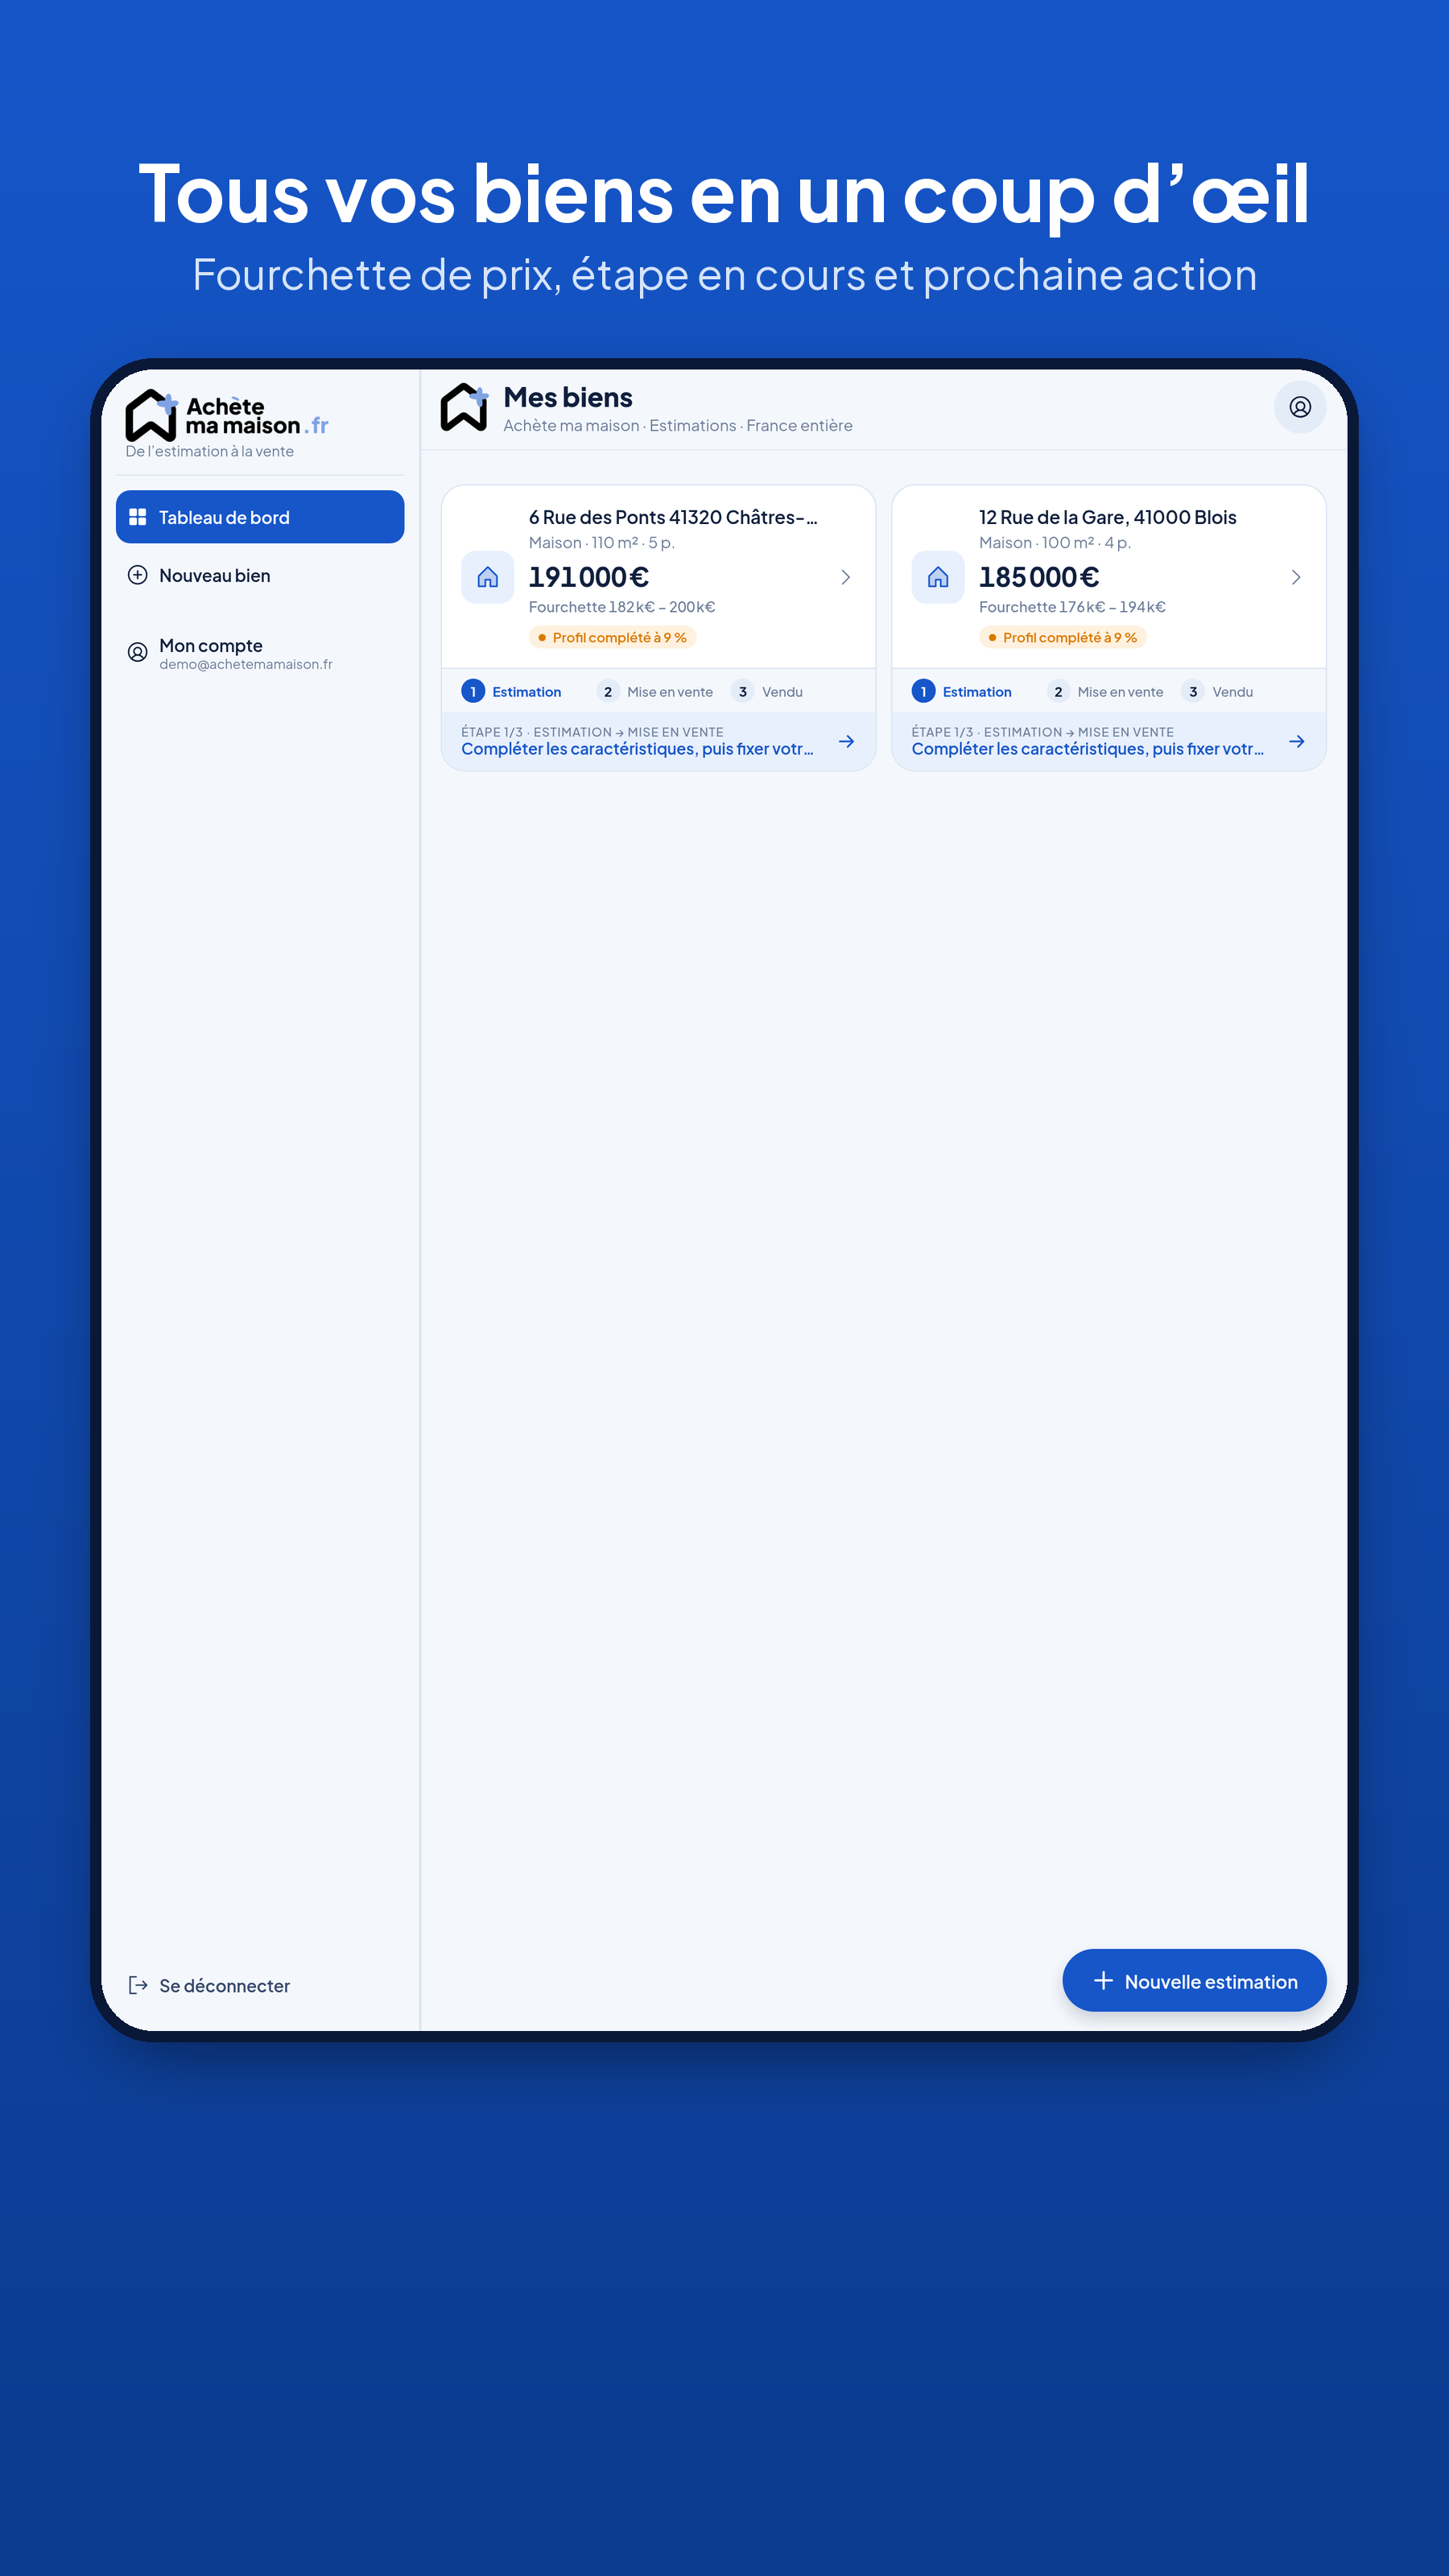 Tous vos biens en un coup d’œil
Fourchette de prix, étape en cours et prochaine action
Achète
ma maison .fr
De l’estimation à la vente
Tableau de bord
Nouveau bien
Mon compte
demo@achetemamaison.fr
Se déconnecter
Mes biens
Achète ma maison · Estimations · France entière
6 Rue des Ponts 41320 Châtres-…
Maison · 110 m² · 5 p.
191 000 €
Fourchette 182 k€ – 200 k€
Profil complété à 9 %
1 Estimation 2 Mise en vente 3 Vendu
ÉTAPE 1/3 · ESTIMATION → MISE EN VENTE
Compléter les caractéristiques, puis fixer votr…
12 Rue de la Gare, 41000 Blois
Maison · 100 m² · 4 p.
185 000 €
Fourchette 176 k€ – 194 k€
Profil complété à 9 %
1 Estimation 2 Mise en vente 3 Vendu
ÉTAPE 1/3 · ESTIMATION → MISE EN VENTE
Compléter les caractéristiques, puis fixer votr…
Nouvelle estimation